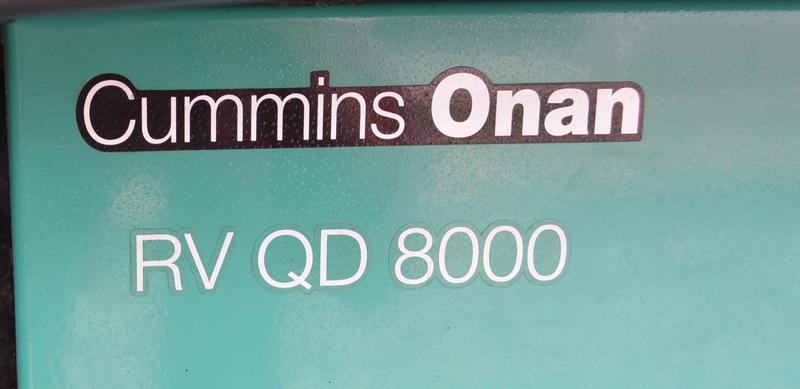 Cummins Onan
RV QD 8000